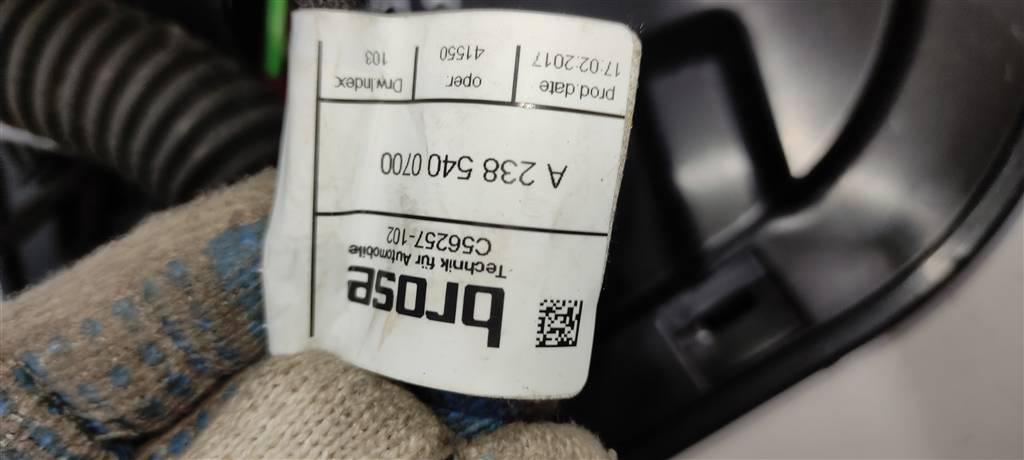 brose
Technik für Automobile
C56257-102
A 238 540 0700
prod.date oper. Drw.Index
17.02.2017 41550 103